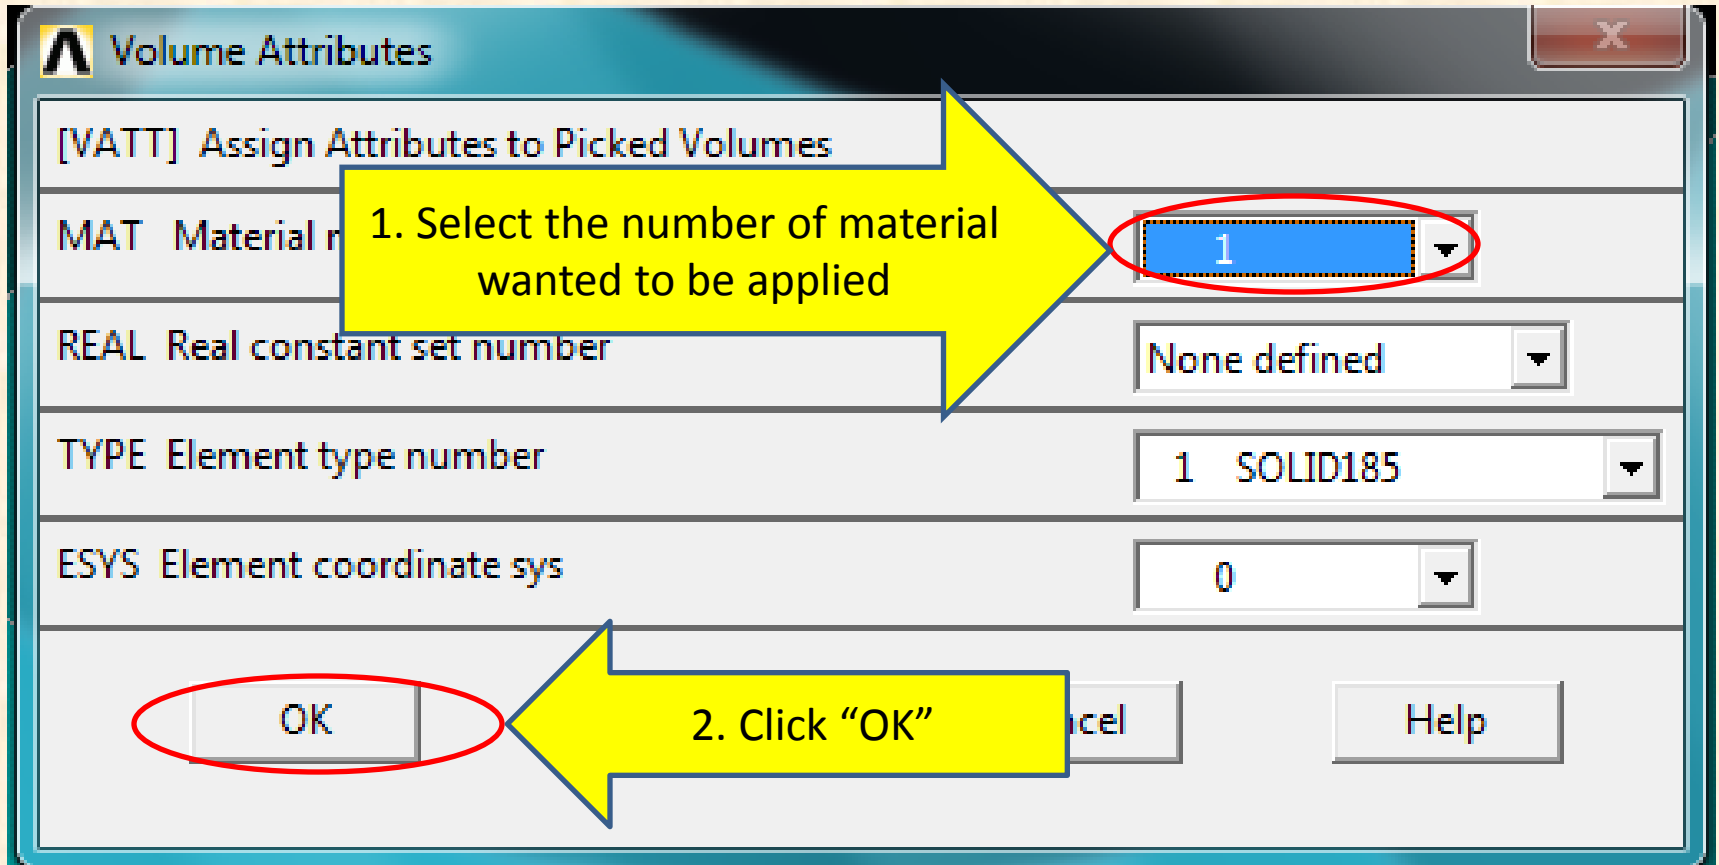 Volume Attributes
x
[VATT] Assign Attributes to Picked Volumes
MAT Material
1. Select the number of material
wanted to be applied
1
REAL Real constant set number
None defined
TYPE Element type number
1 SOLID185
ESYS Element coordinate sys
0
OK
2. Click “OK”
Help